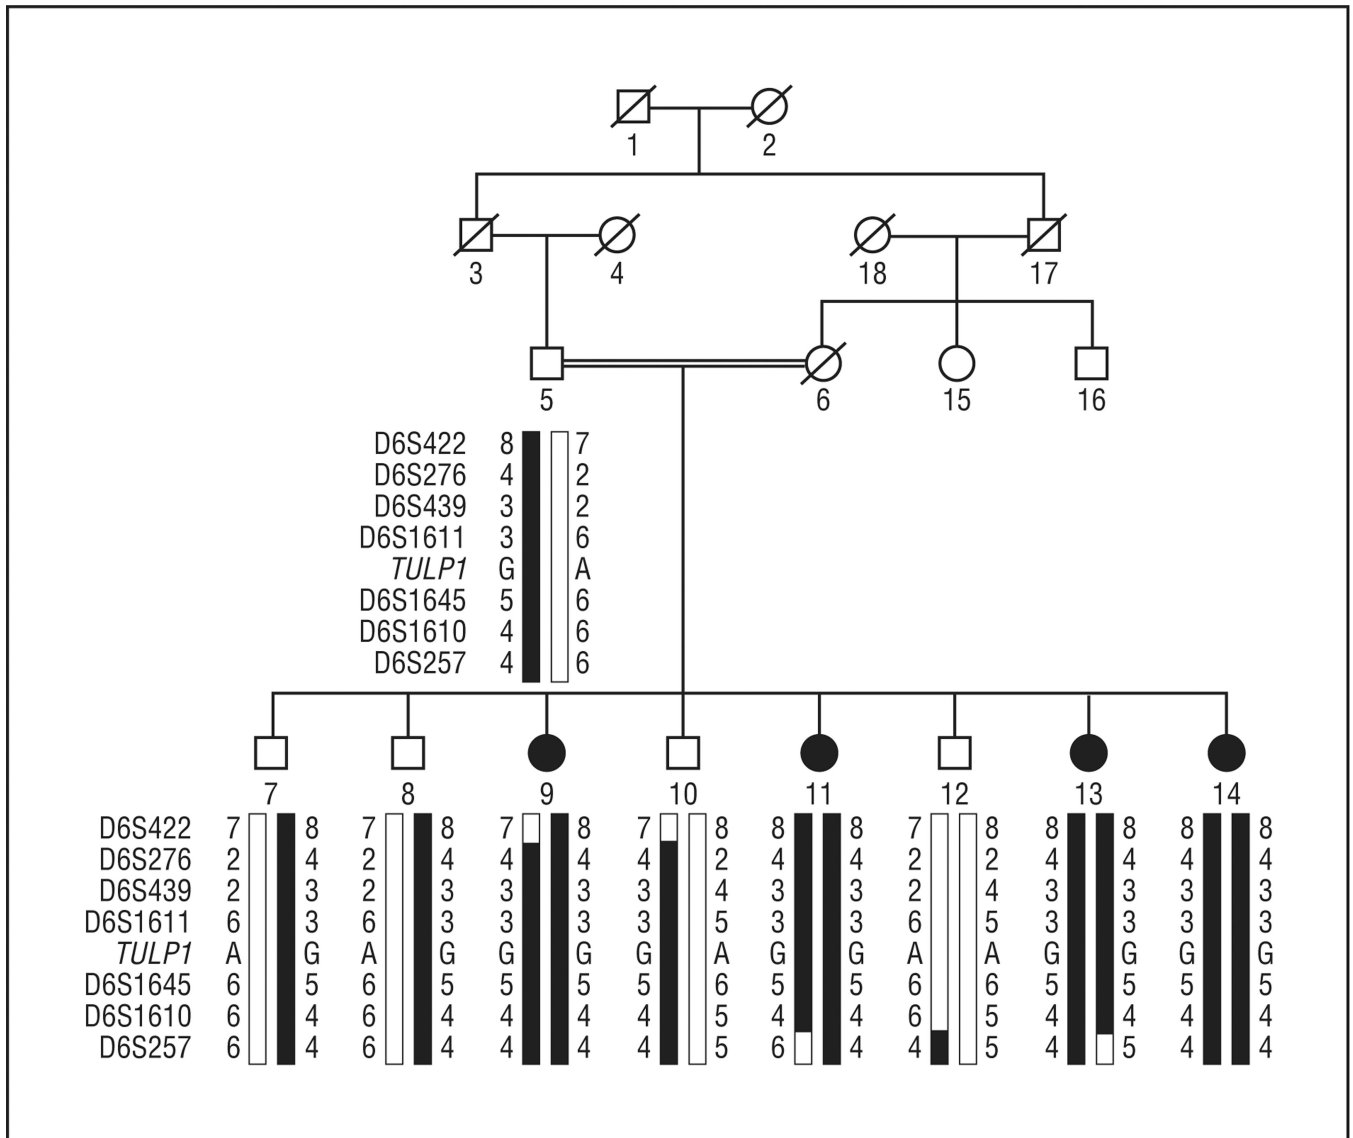 1 2
3 4 18 17
5 6 15 16
D6S422 8 7
D6S276 4 2
D6S439 3 2
D6S1611 3 6
TULP1 G A
D6S1645 5 6
D6S1610 4 6
D6S257 4 6
7 8 9 10 11 12 13 14
D6S422 7 8 7 8 7 8 7 8 8 8 7 8 8 8 8 8
D6S276 2 4 2 4 4 4 4 2 4 4 2 2 4 4 4 4
D6S439 2 3 2 3 3 3 3 4 3 3 2 4 3 3 3 3
D6S1611 6 3 6 3 3 3 3 5 3 3 6 5 3 3 3 3
TULP1 A G A G G G G A G G A A G G G G
D6S1645 6 5 6 5 5 5 5 6 5 5 6 6 5 5 5 5
D6S1610 6 4 6 4 4 4 4 5 4 4 6 5 4 4 4 4
D6S257 6 4 6 4 4 4 4 5 6 4 4 5 4 5 4 4